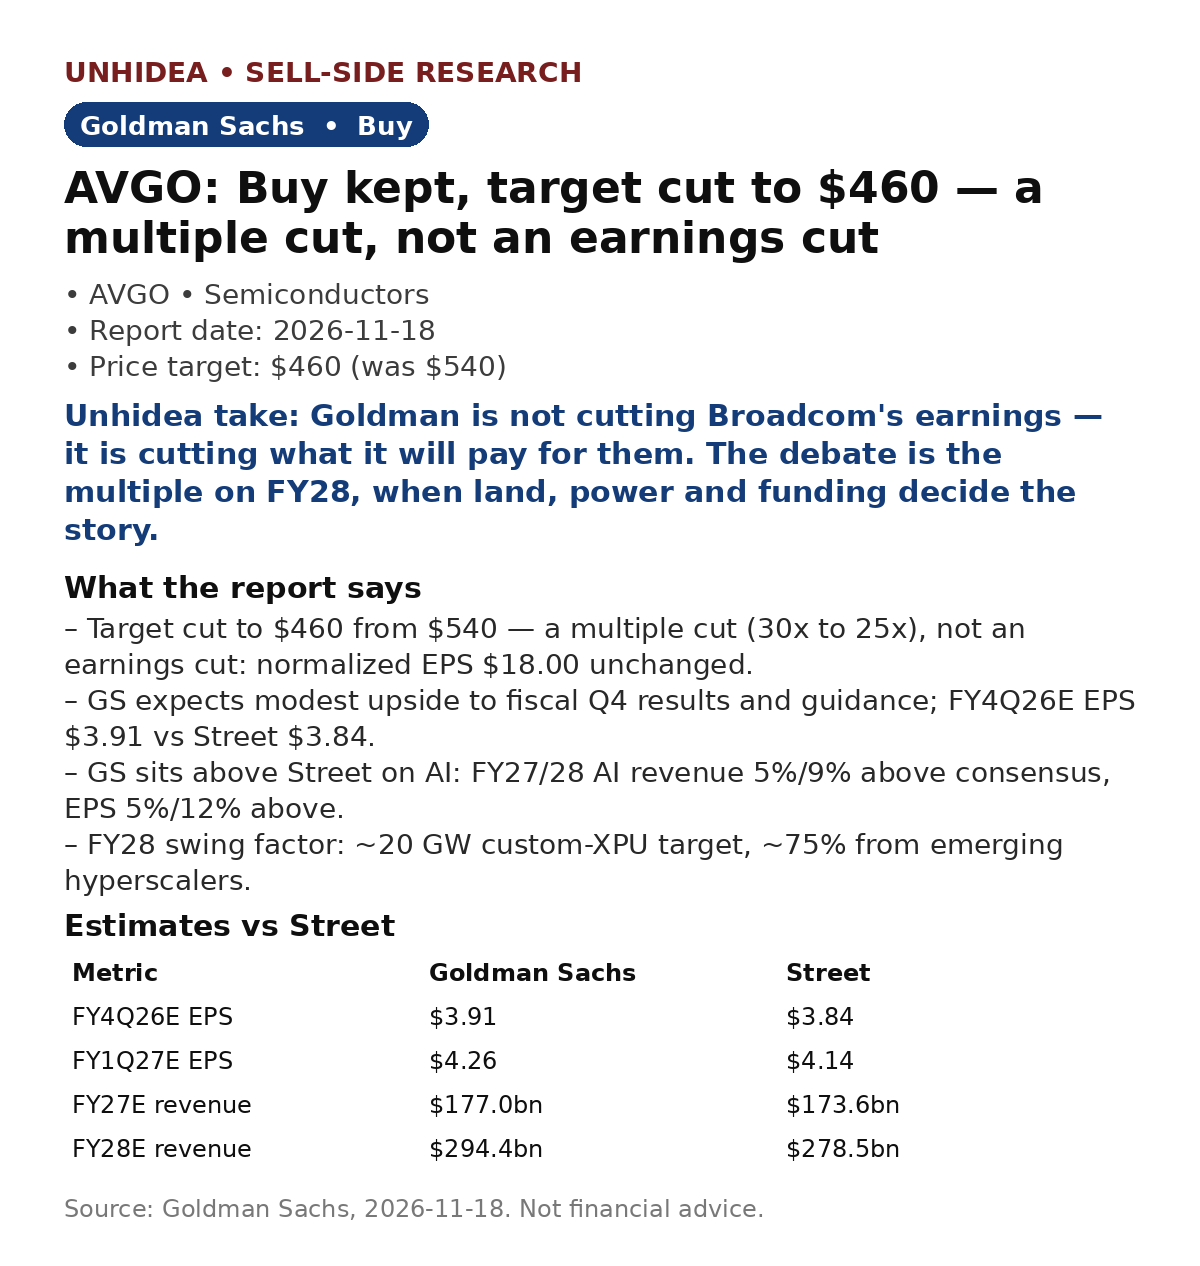 UNHIDEA • SELL-SIDE RESEARCH
Goldman Sachs • Buy
AVGO: Buy kept, target cut to $460 — a
multiple cut, not an earnings cut
• AVGO • Semiconductors
• Report date: 2026-11-18
• Price target: $460 (was $540)
Unhidea take: Goldman is not cutting Broadcom's earnings —
it is cutting what it will pay for them. The debate is the
multiple on FY28, when land, power and funding decide the
story.
What the report says
– Target cut to $460 from $540 — a multiple cut (30x to 25x), not an
earnings cut: normalized EPS $18.00 unchanged.
– GS expects modest upside to fiscal Q4 results and guidance; FY4Q26E EPS
$3.91 vs Street $3.84.
– GS sits above Street on AI: FY27/28 AI revenue 5%/9% above consensus,
EPS 5%/12% above.
– FY28 swing factor: ~20 GW custom-XPU target, ~75% from emerging
hyperscalers.
Estimates vs Street
Metric Goldman Sachs Street
FY4Q26E EPS $3.91 $3.84
FY1Q27E EPS $4.26 $4.14
FY27E revenue $177.0bn $173.6bn
FY28E revenue $294.4bn $278.5bn
Source: Goldman Sachs, 2026-11-18. Not financial advice.